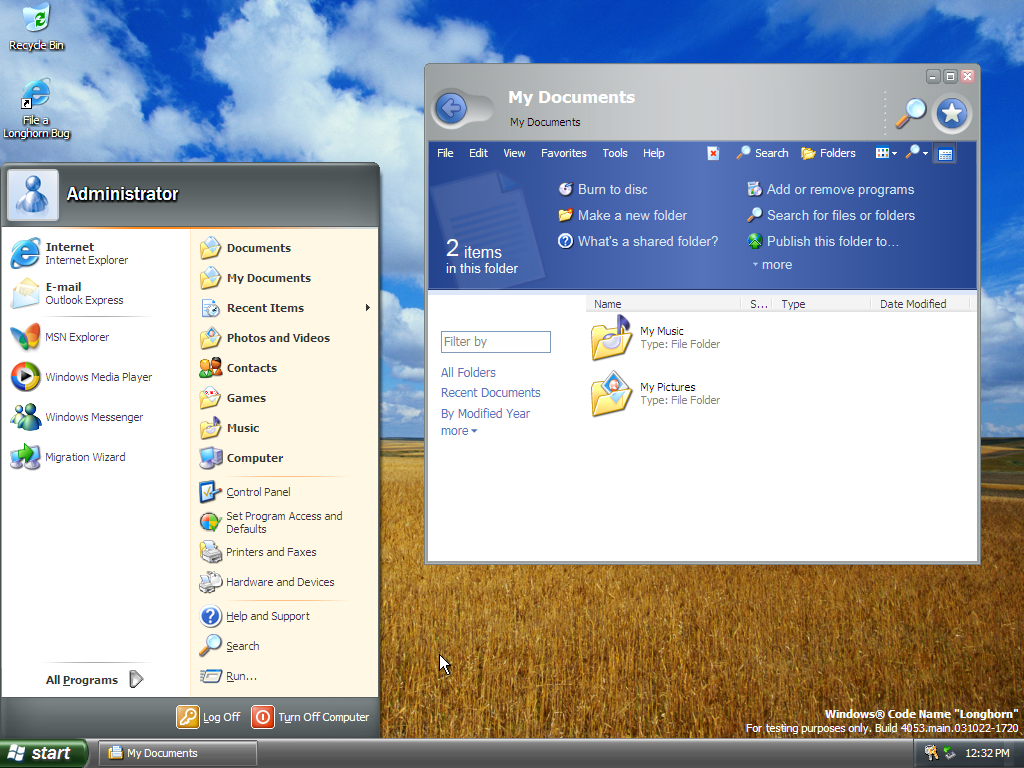 Recycle Bin
File a
Longhorn Bug
Administrator
Internet
Internet Explorer
E-mail
Outlook Express
MSN Explorer
Windows Media Player
Windows Messenger
Migration Wizard
All Programs
Documents
My Documents
Recent Items
Photos and Videos
Contacts
Games
Music
Computer
Control Panel
Set Program Access and
Defaults
Printers and Faxes
Hardware and Devices
Help and Support
Search
Run...
Log Off
Turn Off Computer
My Documents
My Documents
File Edit View Favorites Tools Help Search Folders
2 items
in this folder
Burn to disc
Make a new folder
What's a shared folder?
Add or remove programs
Search for files or folders
Publish this folder to...
more
Filter by
All Folders
Recent Documents
By Modified Year
more
Name S... Type Date Modified
My Music
Type: File Folder
My Pictures
Type: File Folder
Windows® Code Name "Longhorn"
For testing purposes only. Build 4053.main.031022-1720
start My Documents 12:32 PM